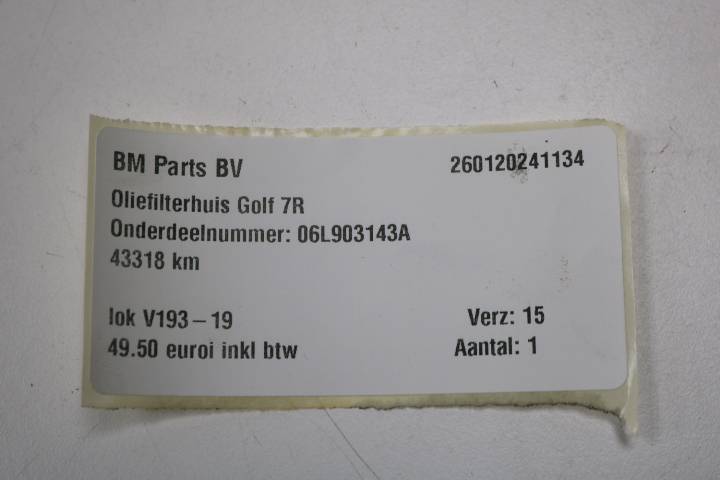 BM Parts BV 260120241134
Oliefilterhuis Golf 7R
Onderdeelnummer: 06L903143A
43318 km
lok V193-19 Verz: 15
49.50 euroi inkl btw Aantal: 1